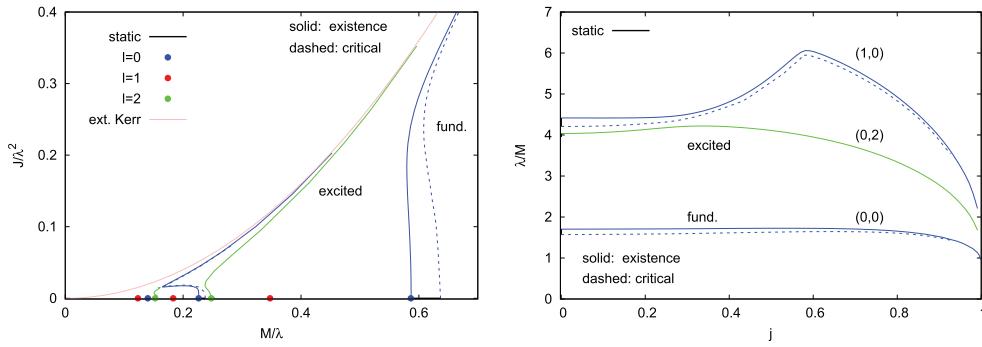 0.4
0.3
0.2
0.1
0
0
0.2
0.4
0.6
J/λ²
M/λ
static
l=0
l=1
l=2
ext. Kerr
solid: existence
dashed: critical
fund.
excited
7
6
5
4
3
2
1
0
0
0.2
0.4
0.6
0.8
1
λ/M
j
static
(1,0)
(0,2)
excited
fund.
(0,0)
solid: existence
dashed: critical